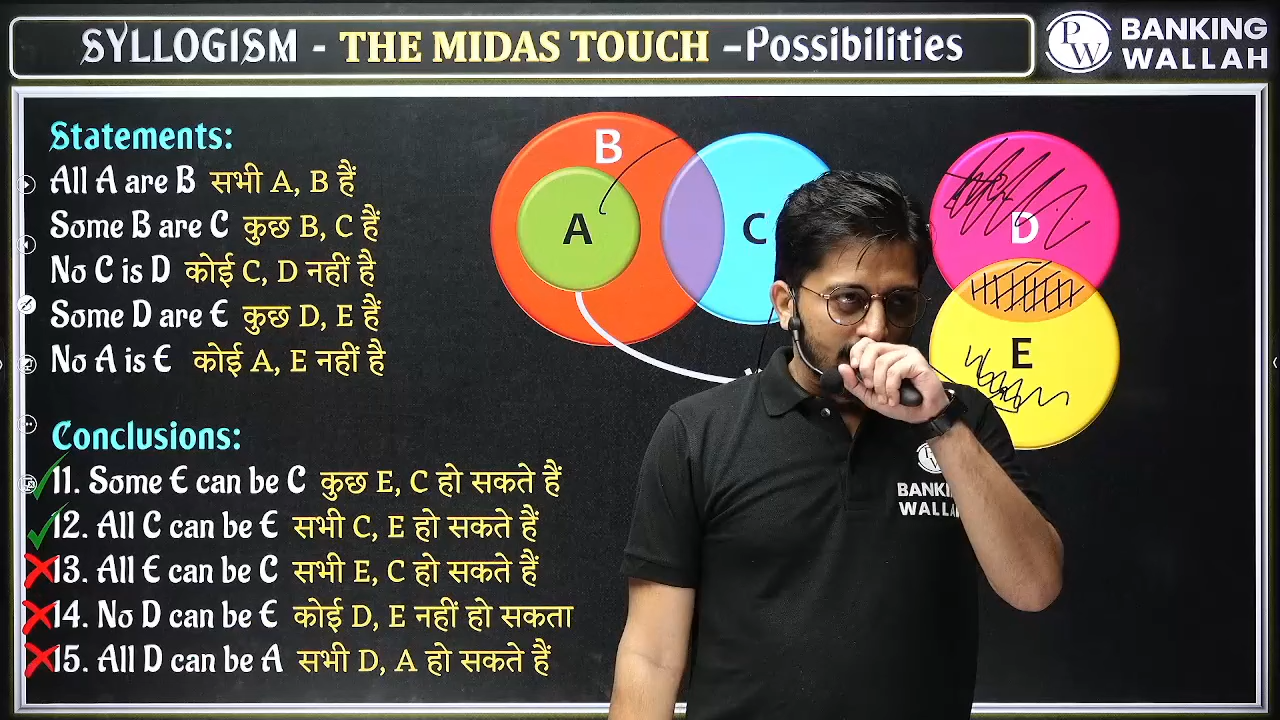 SYLLOGISM - THE MIDAS TOUCH -Possibilities
PW BANKING
WALLAH
Statements:
All A are B सभी A, B हैं
Some B are C कुछ B, C हैं
No C is D कोई C, D नहीं है
Some D are E कुछ D, E हैं
No A is E कोई A, E नहीं है
B
A
C
D
E
Conclusions:
11. Some E can be C कुछ E, C हो सकते हैं
12. All C can be E सभी C, E हो सकते हैं
13. All E can be C सभी E, C हो सकते हैं
14. No D can be E कोई D, E नहीं हो सकता
15. All D can be A सभी D, A हो सकते हैं